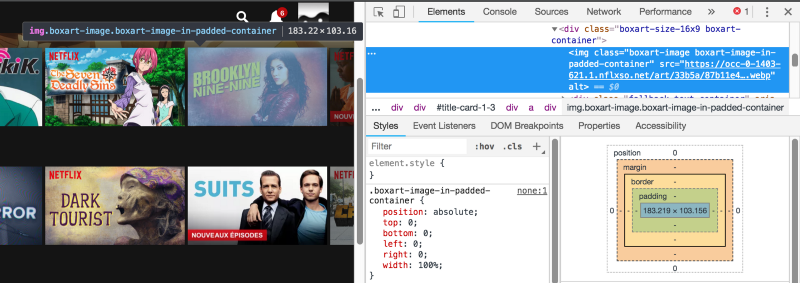 6
img.boxart-image.boxart-image-in-padded-container | 183.22×103.16
kiK.
NETFLIX
The Seven Deadly Sins
BROOKLYN
NINE-NINE
NOUV
RROR
NETFLIX
DARK
TOURIST
SUITS
NOUVEAUX ÉPISODES
Elements Console Sources Network Performance » 1
▼<div class="boxart-size-16x9 boxart-
container">
… <img class="boxart-image boxart-image-in-
padded-container" src="https://occ-0-1403-
621.1.nflxso.net/art/33b5a/87b11e4….webp"
alt> == $0
… div div #title-card-1-3 div a div img.boxart-image.boxart-image-in-padded-container
Styles Event Listeners DOM Breakpoints Properties Accessibility
Filter :hov .cls +
element.style {
}
.boxart-image-in-padded-
container { none:1
position: absolute;
top: 0;
bottom: 0;
left: 0;
right: 0;
width: 100%;
}
position 0
margin -
border -
padding -
0 - - - 183.219 × 103.156 - - - 0
-
-
-
0